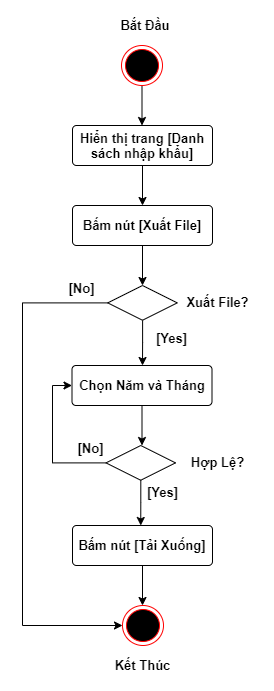 Bắt Đầu
Hiển thị trang [Danh
sách nhập khẩu]
Bấm nút [Xuất File]
[No]
Xuất File?
[Yes]
Chọn Năm và Tháng
[No]
Hợp Lệ?
[Yes]
Bấm nút [Tải Xuống]
Kết Thúc